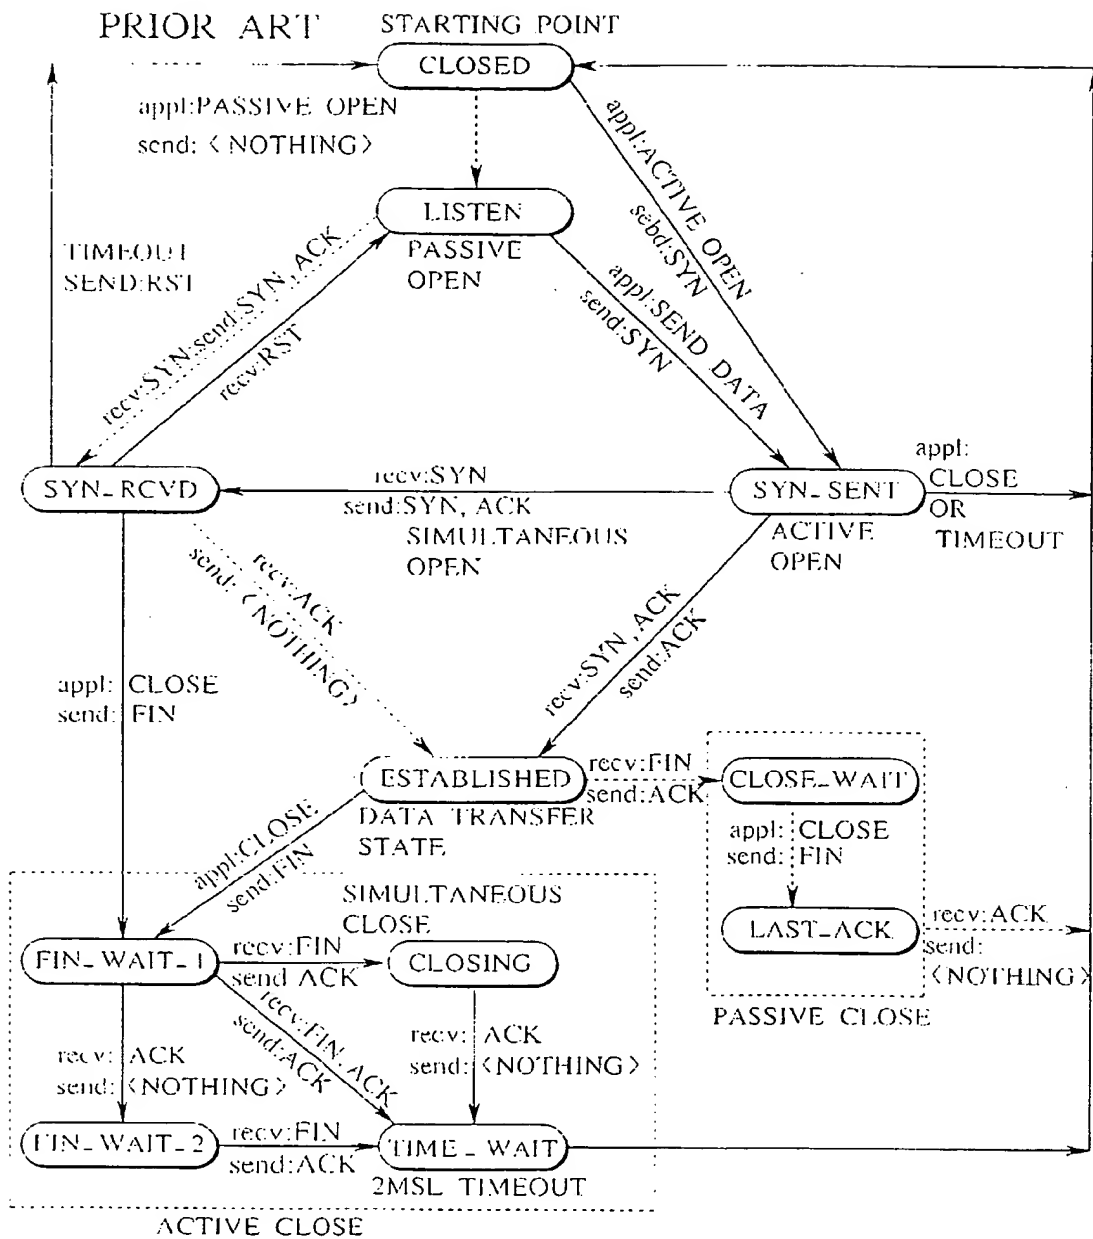 PRIOR ART
STARTING POINT
CLOSED
appl:PASSIVE OPEN
send:<NOTHING>
appl:ACTIVE OPEN
sebd:SYN
LISTEN
PASSIVE
OPEN
TIMEOUT
SEND:RST
recv:SYN:send:SYN,ACK
recv:RST
appl:SEND DATA
send:SYN
SYN_RCVD
recv:SYN
send:SYN, ACK
SIMULTANEOUS
OPEN
SYN_SENT
ACTIVE
OPEN
appl:
CLOSE
OR
TIMEOUT
recv:ACK
send:<NOTHING>
recv:SYN,ACK
send:ACK
appl: CLOSE
send: FIN
ESTABLISHED
DATA TRANSFER
STATE
recv:FIN
send:ACK
CLOSE_WAIT
appl: CLOSE
send: FIN
LAST_ACK
recv:ACK
send:
<NOTHING>
PASSIVE CLOSE
appl:CLOSE
send:FIN
SIMULTANEOUS
CLOSE
FIN_WAIT_1
recv:FIN
send ACK
CLOSING
recv:FIN,ACK
send:ACK
recv: ACK
send: <NOTHING>
recv: ACK
send: <NOTHING>
FIN_WAIT_2
recv:FIN
send:ACK
TIME_WAIT
2MSL TIMEOUT
ACTIVE CLOSE